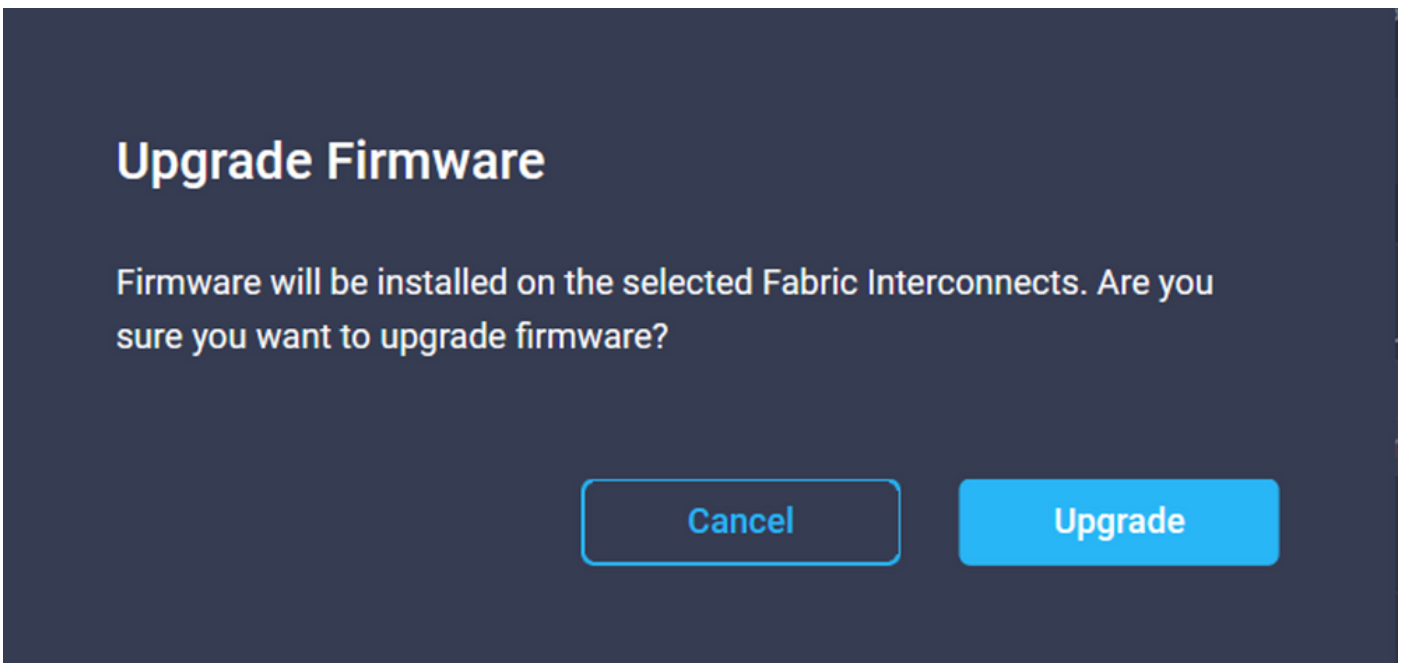 Upgrade Firmware
Firmware will be installed on the selected Fabric Interconnects. Are you
sure you want to upgrade firmware?
Cancel
Upgrade